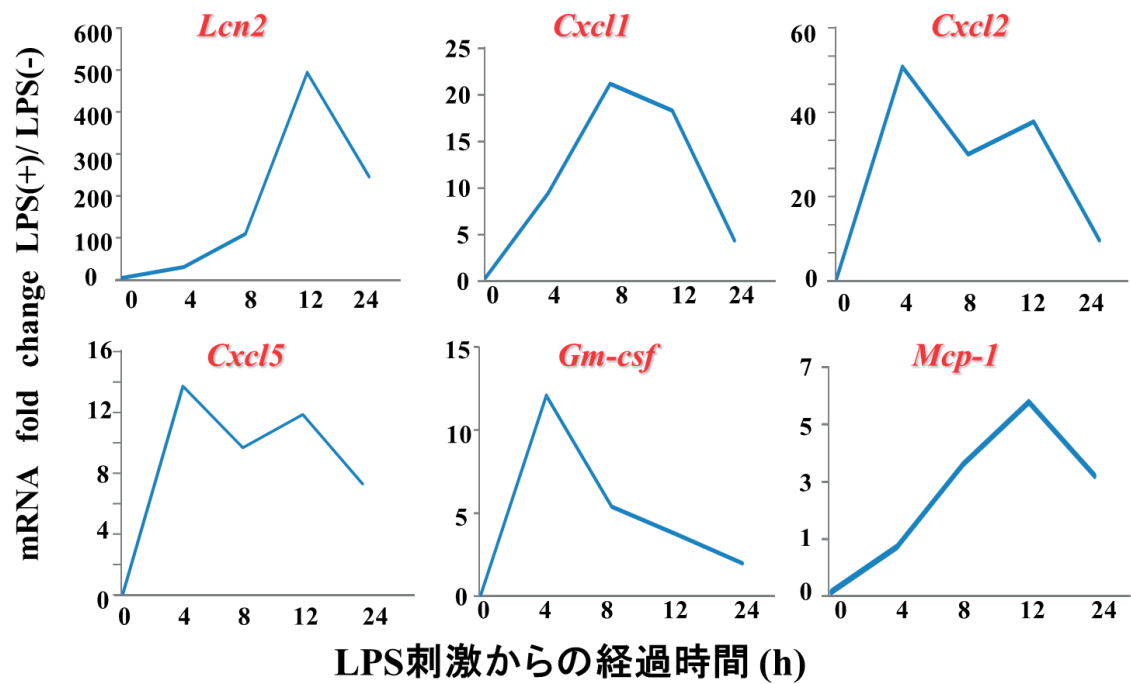 mRNA fold change LPS(+)/ LPS(-)
Lcn2
600
500
400
300
200
100
0
0 4 8 12 24
Cxcl1
25
20
15
10
5
0
0 4 8 12 24
Cxcl2
60
40
20
0
0 4 8 12 24
Cxcl5
16
12
8
4
0
0 4 8 12 24
Gm-csf
15
10
5
0
0 4 8 12 24
Mcp-1
7
5
3
1
0
0 4 8 12 24
LPS刺激からの経過時間 (h)